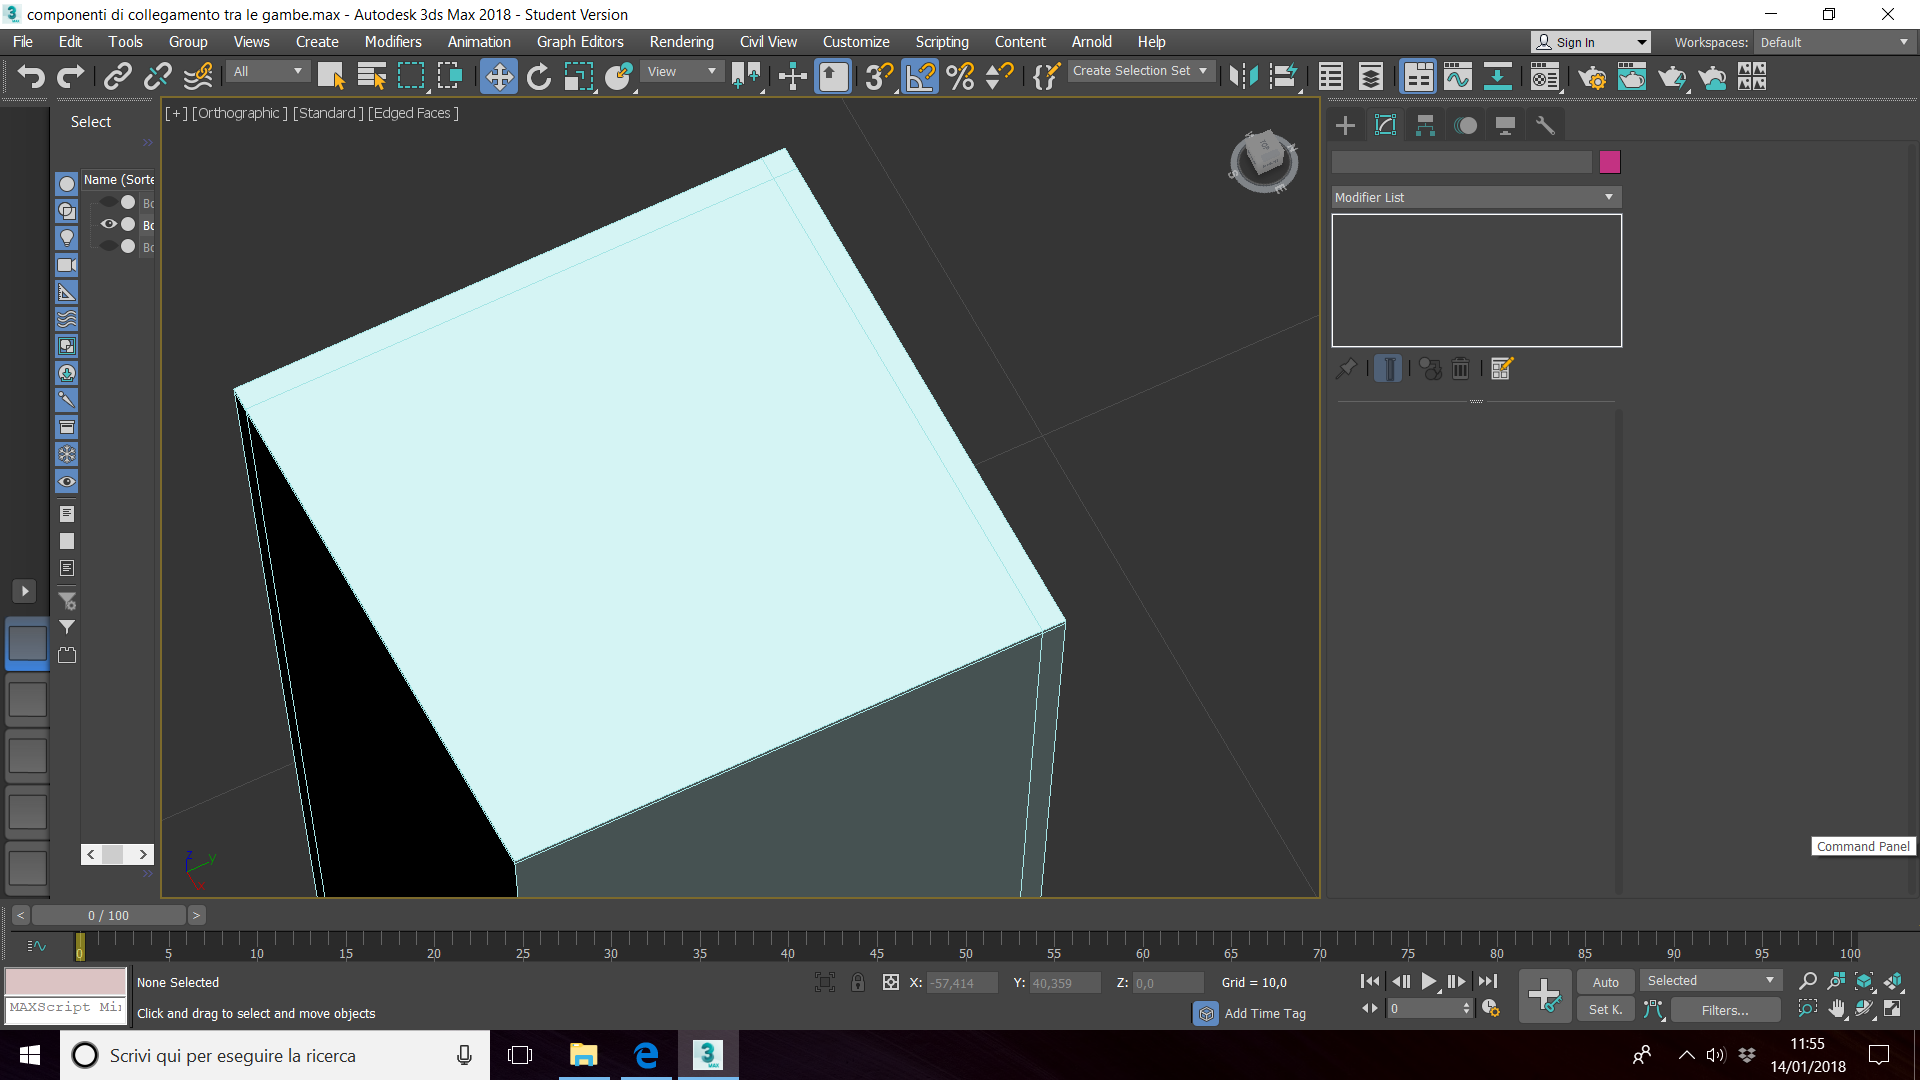 componenti di collegamento tra le gambe.max - Autodesk 3ds Max 2018 - Student Version
File Edit Tools Group Views Create Modifiers Animation Graph Editors Rendering Civil View Customize Scripting Content Arnold Help
Sign In
Workspaces: Default
All
View
Create Selection Set
Select
[+] [Orthographic ] [Standard ] [Edged Faces ]
Name (Sorte
Bo
Bo
Bo
Modifier List
Command Panel
< 0 / 100 >
0 5 10 15 20 25 30 35 40 45 50 55 60 65 70 75 80 85 90 95 100
None Selected
X: -57,414 Y: 40,359 Z: 0,0 Grid = 10,0
Auto Selected
MAXScript Mi
Click and drag to select and move objects
Add Time Tag
0
Set K. Filters...
Scrivi qui per eseguire la ricerca
11:55
14/01/2018